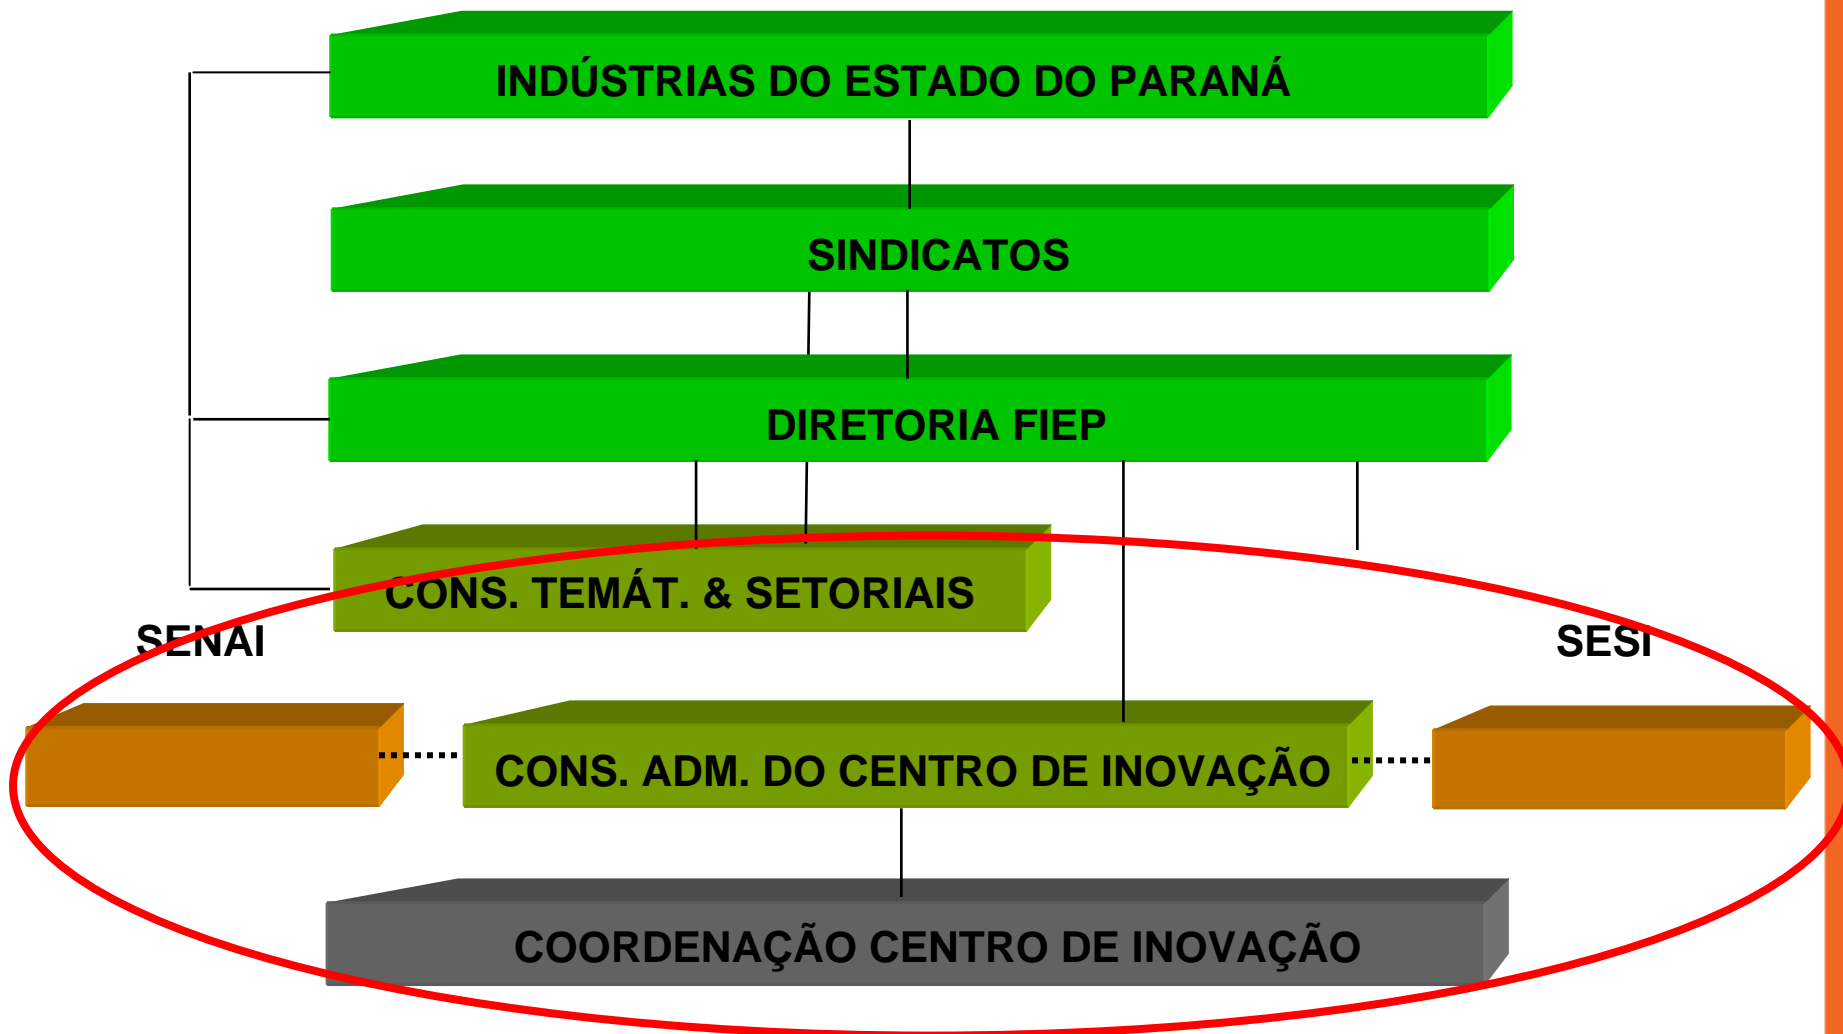 INDÚSTRIAS DO ESTADO DO PARANÁ
SINDICATOS
DIRETORIA FIEP
CONS. TEMÁT. & SETORIAIS
SENAI
SESI
CONS. ADM. DO CENTRO DE INOVAÇÃO
COORDENAÇÃO CENTRO DE INOVAÇÃO